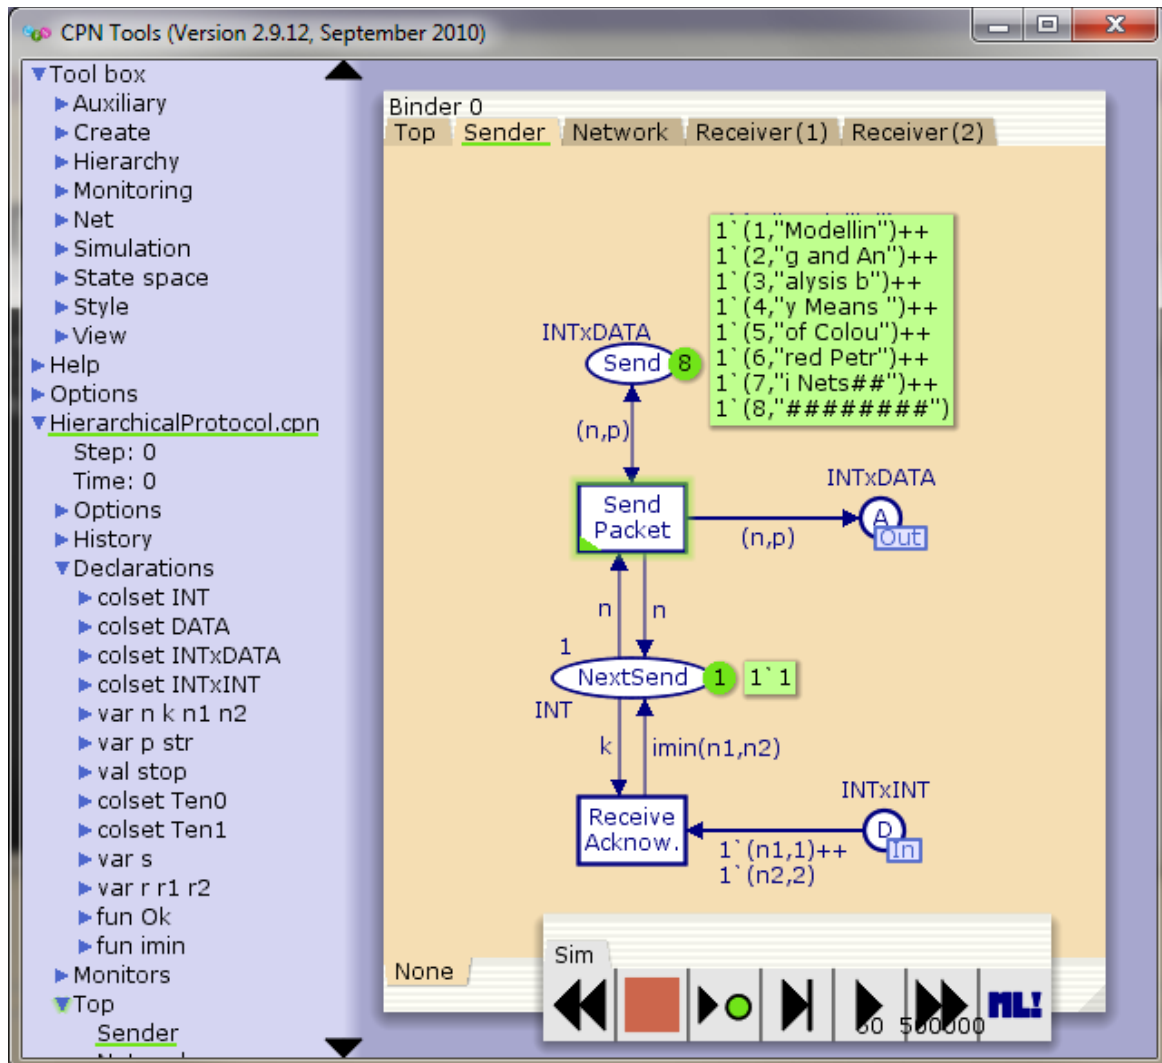 CPN Tools (Version 2.9.12, September 2010)
Tool box
Auxiliary
Create
Hierarchy
Monitoring
Net
Simulation
State space
Style
View
Help
Options
HierarchicalProtocol.cpn
Step: 0
Time: 0
Options
History
Declarations
colset INT
colset DATA
colset INTxDATA
colset INTxINT
var n k n1 n2
var p str
val stop
colset Ten0
colset Ten1
var s
var r r1 r2
fun Ok
fun imin
Monitors
Top
Sender
Binder 0
Top Sender Network Receiver(1) Receiver(2)
1`(1,"Modellin")++
1`(2,"g and An")++
1`(3,"alysis b")++
1`(4,"y Means ")++
1`(5,"of Colou")++
1`(6,"red Petr")++
1`(7,"i Nets##")++
1`(8,"########")
INTxDATA
Send 8
(n,p)
Send
Packet
(n,p)
INTxDATA
A
Out
n n
1
NextSend 1 1`1
INT
k imin(n1,n2)
Receive
Acknow.
1`(n1,1)++
1`(n2,2)
INTxINT
D
In
None
Sim
50 500000
ML!